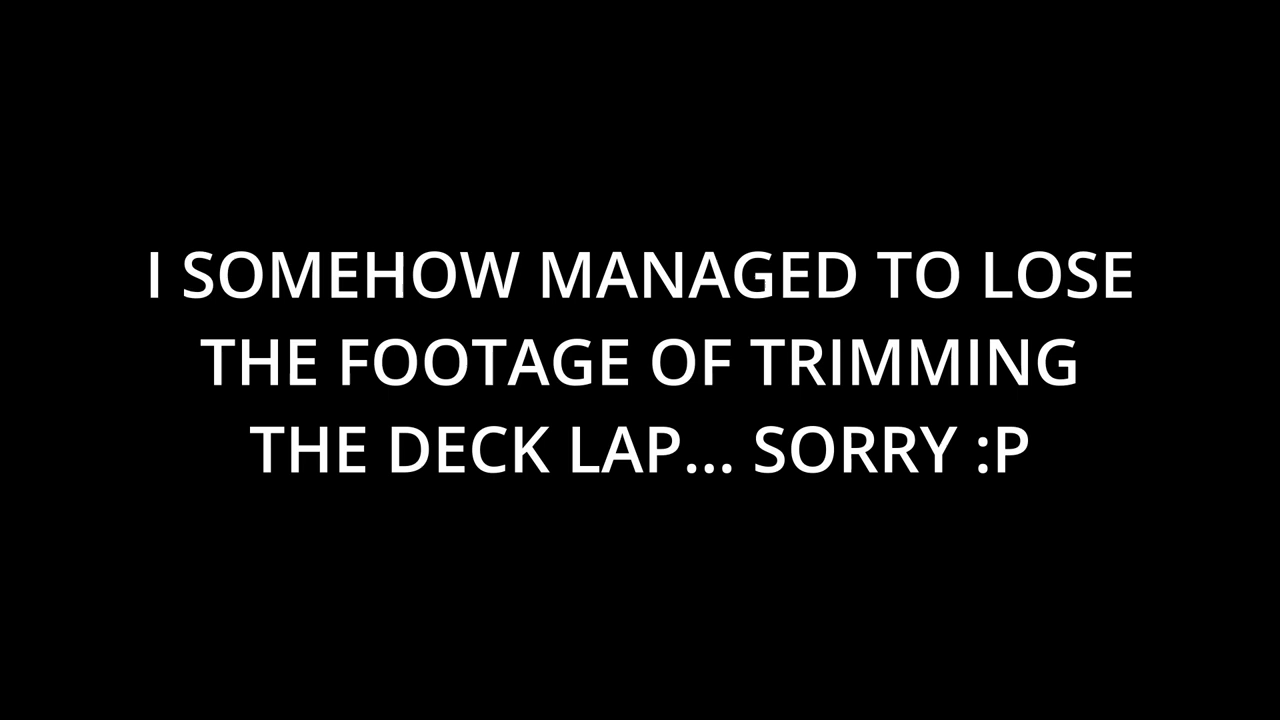 I SOMEHOW MANAGED TO LOSE
THE FOOTAGE OF TRIMMING
THE DECK LAP... SORRY :P